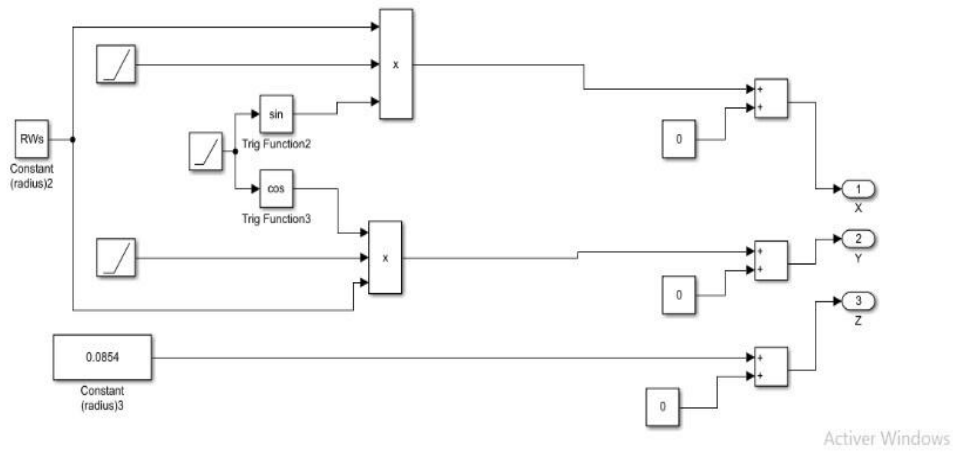 x
sin
Trig Function2
+
+
0
RWs
Constant
(radius)2
cos
Trig Function3
1
X
x
+
+
2
Y
0
3
Z
0.0854
Constant
(radius)3
+
+
0
Activer Windows